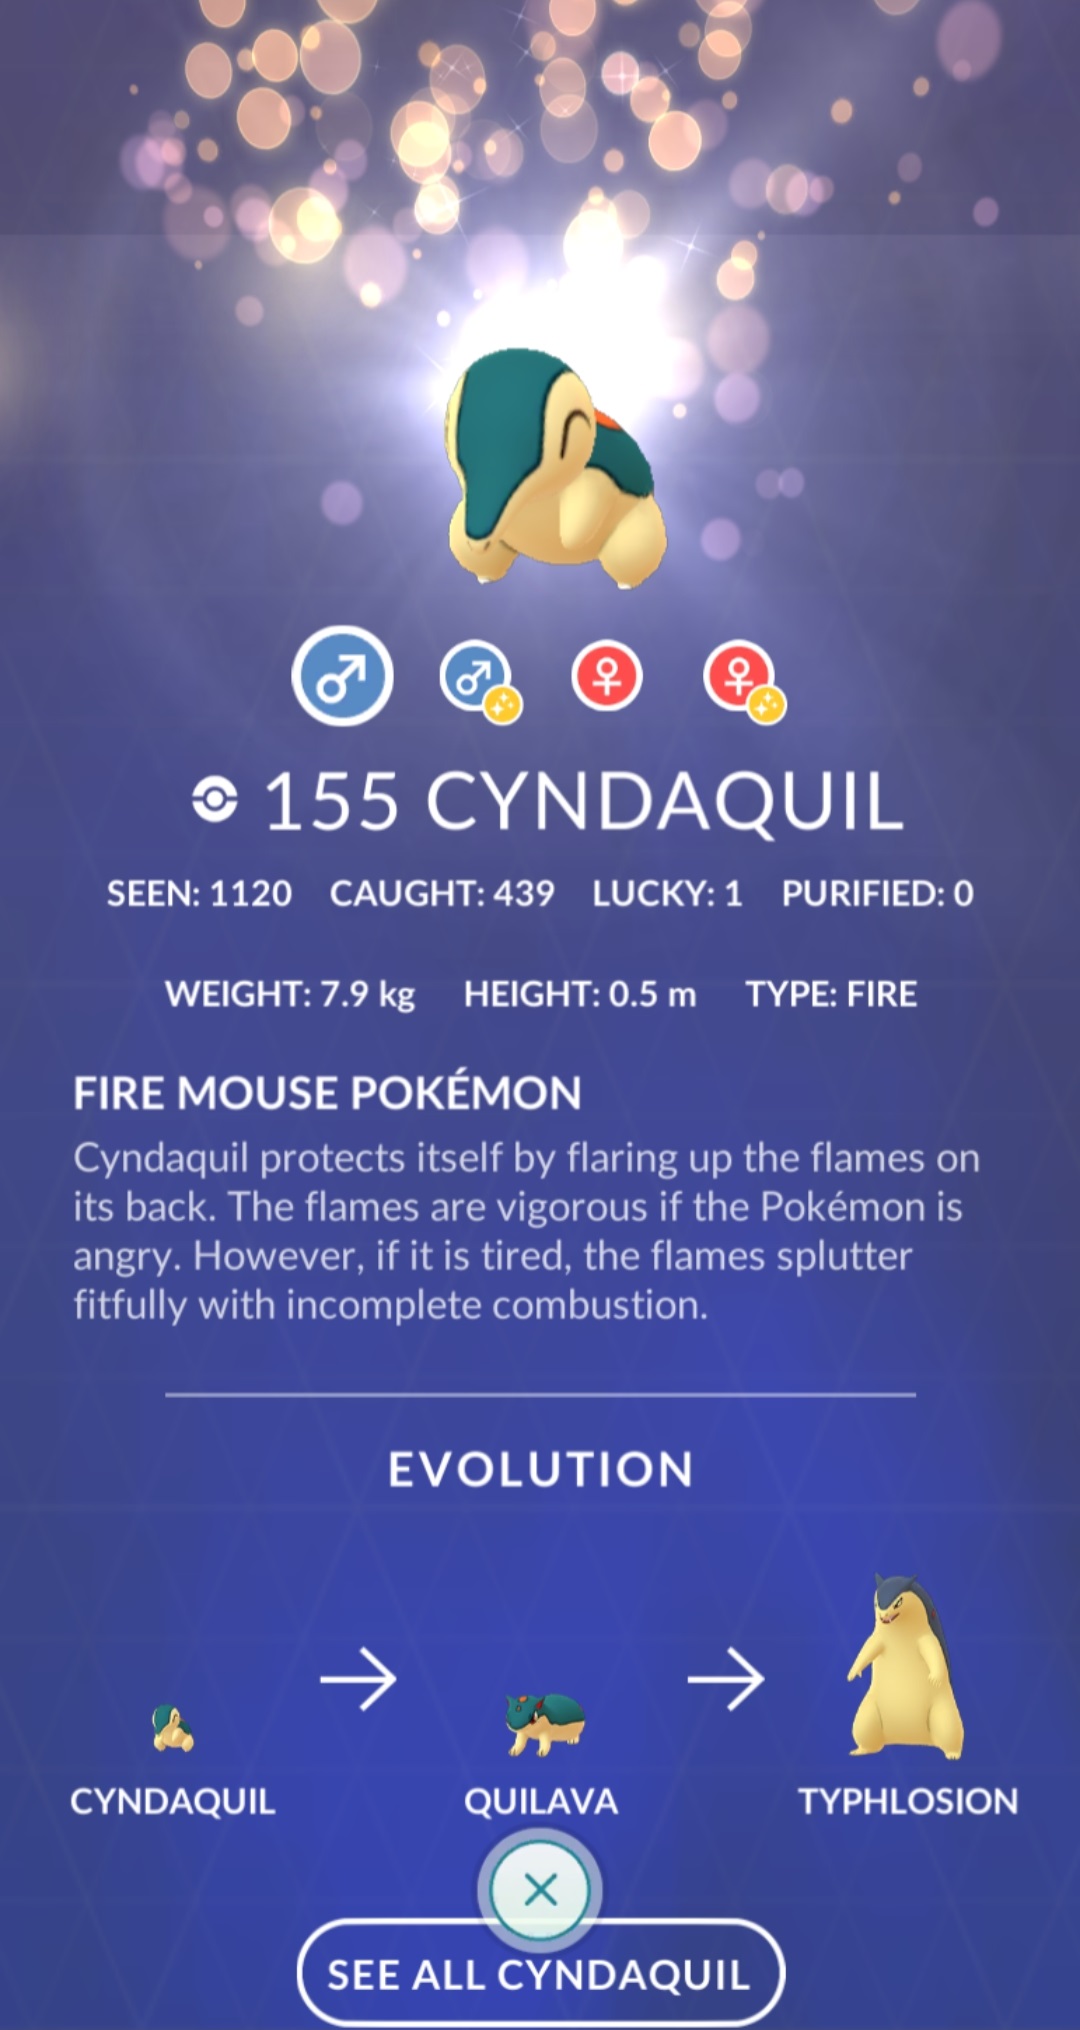 155 CYNDAQUIL
SEEN: 1120 CAUGHT: 439 LUCKY: 1 PURIFIED: 0
WEIGHT: 7.9 kg HEIGHT: 0.5 m TYPE: FIRE
FIRE MOUSE POKÉMON
Cyndaquil protects itself by flaring up the flames on
its back. The flames are vigorous if the Pokémon is
angry. However, if it is tired, the flames splutter
fitfully with incomplete combustion.
EVOLUTION
CYNDAQUIL QUILAVA TYPHLOSION
SEE ALL CYNDAQUIL